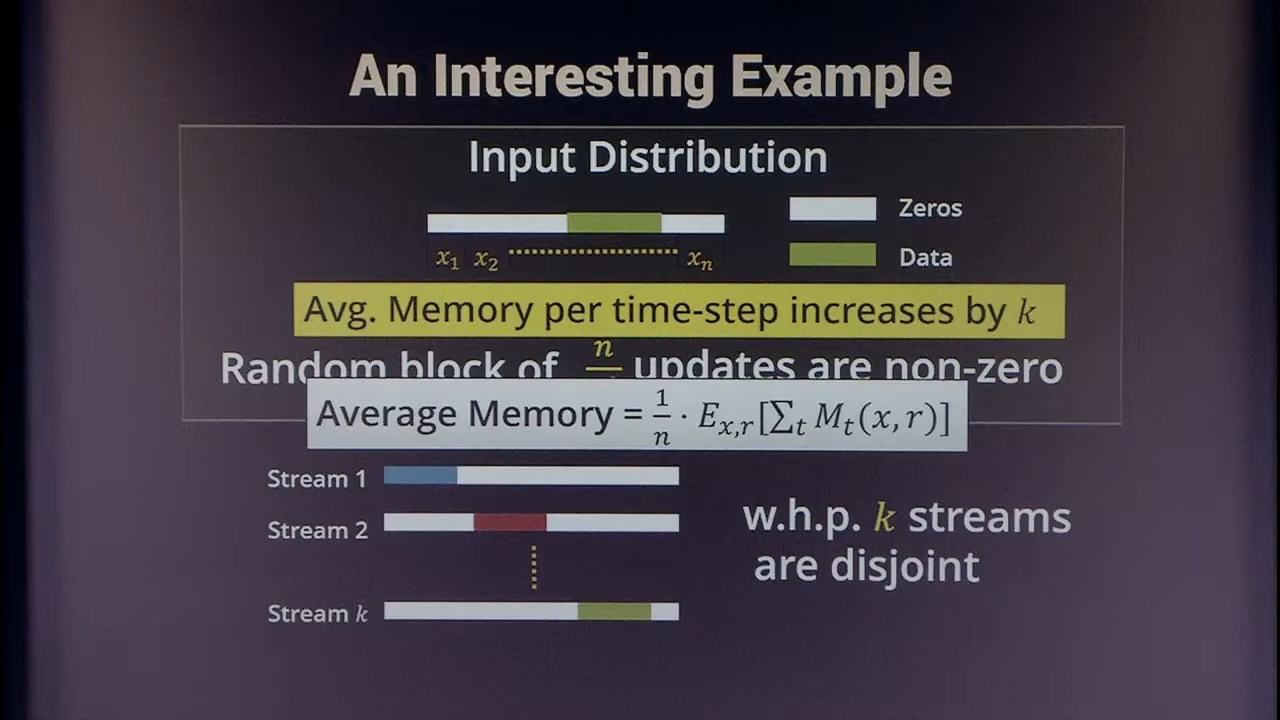 An Interesting Example
Input Distribution
Zeros
x₁ x₂ xₙ
Data
Avg. Memory per time-step increases by k
Random block of n updates are non-zero
Average Memory = 1/n · E_{x,r}[∑_t M_t(x, r)]
Stream 1
Stream 2
Stream k
w.h.p. k streams
are disjoint